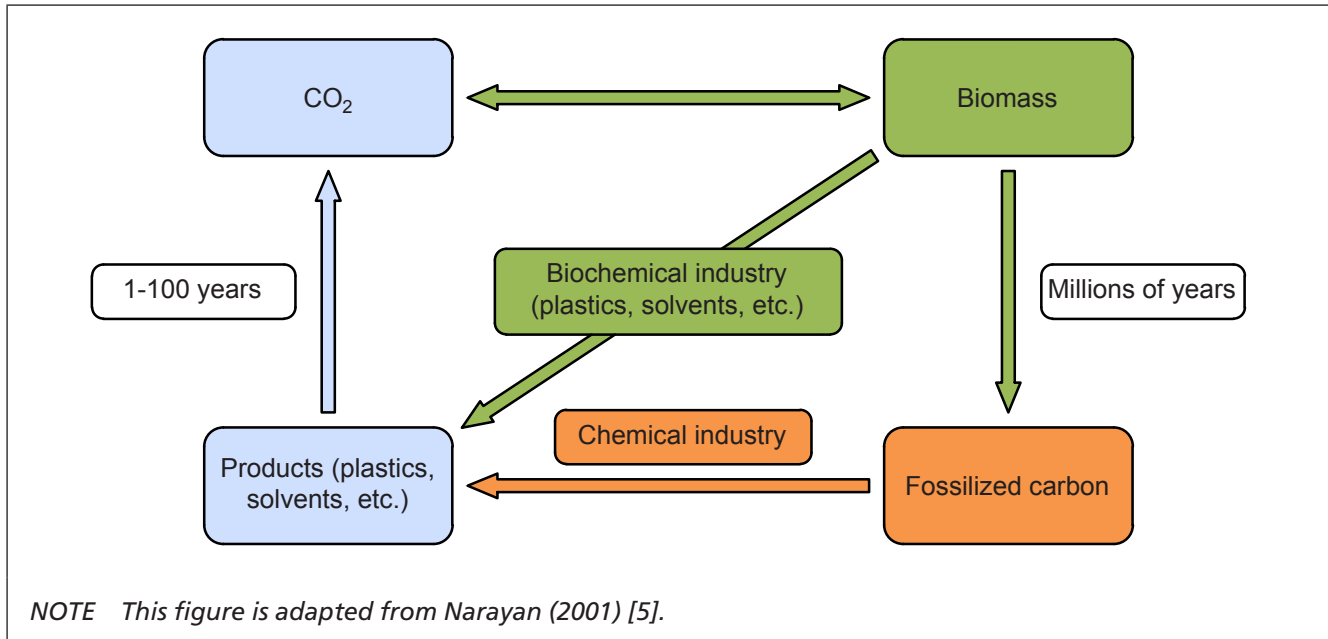 CO₂
Biomass
1-100 years
Biochemical industry
(plastics, solvents, etc.)
Millions of years
Products (plastics,
solvents, etc.)
Chemical industry
Fossilized carbon
NOTE This figure is adapted from Narayan (2001) [5].